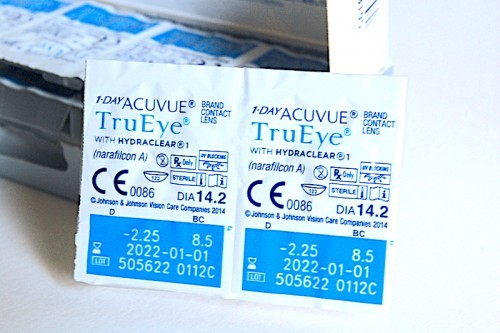 1-DAY ACUVUE® BRAND
CONTACT
LENS
TruEye®
WITH HYDRACLEAR®1
(narafilcon A) Rx Only UV BLOCKING
CE 0086 STERILE
DIA 14.2
© Johnson & Johnson Vision Care Companies 2014
D BC
-2.25 8.5
2022-01-01
LOT 505622 0112C
1-DAY ACUVUE® BRAND
CONTACT
LENS
TruEye®
WITH HYDRACLEAR®1
(narafilcon A) Rx Only UV BLOCKING
CE 0086 STERILE
DIA 14.2
© Johnson & Johnson Vision Care Companies 2014
D BC
-2.25 8.5
2022-01-01
LOT 505622 0112C